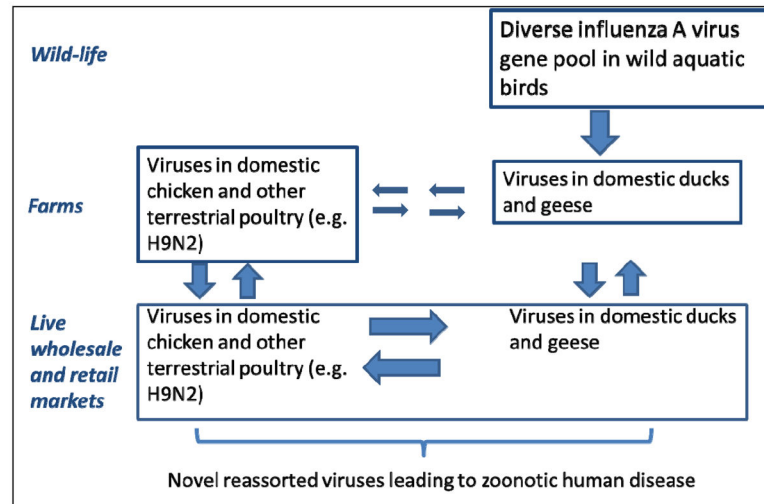 Wild-life
Diverse influenza A virus
gene pool in wild aquatic
birds
Farms
Viruses in domestic
chicken and other
terrestrial poultry (e.g.
H9N2)
Viruses in domestic ducks
and geese
Live
wholesale
and retail
markets
Viruses in domestic
chicken and other
terrestrial poultry (e.g.
H9N2)
Viruses in domestic ducks
and geese
Novel reassorted viruses leading to zoonotic human disease